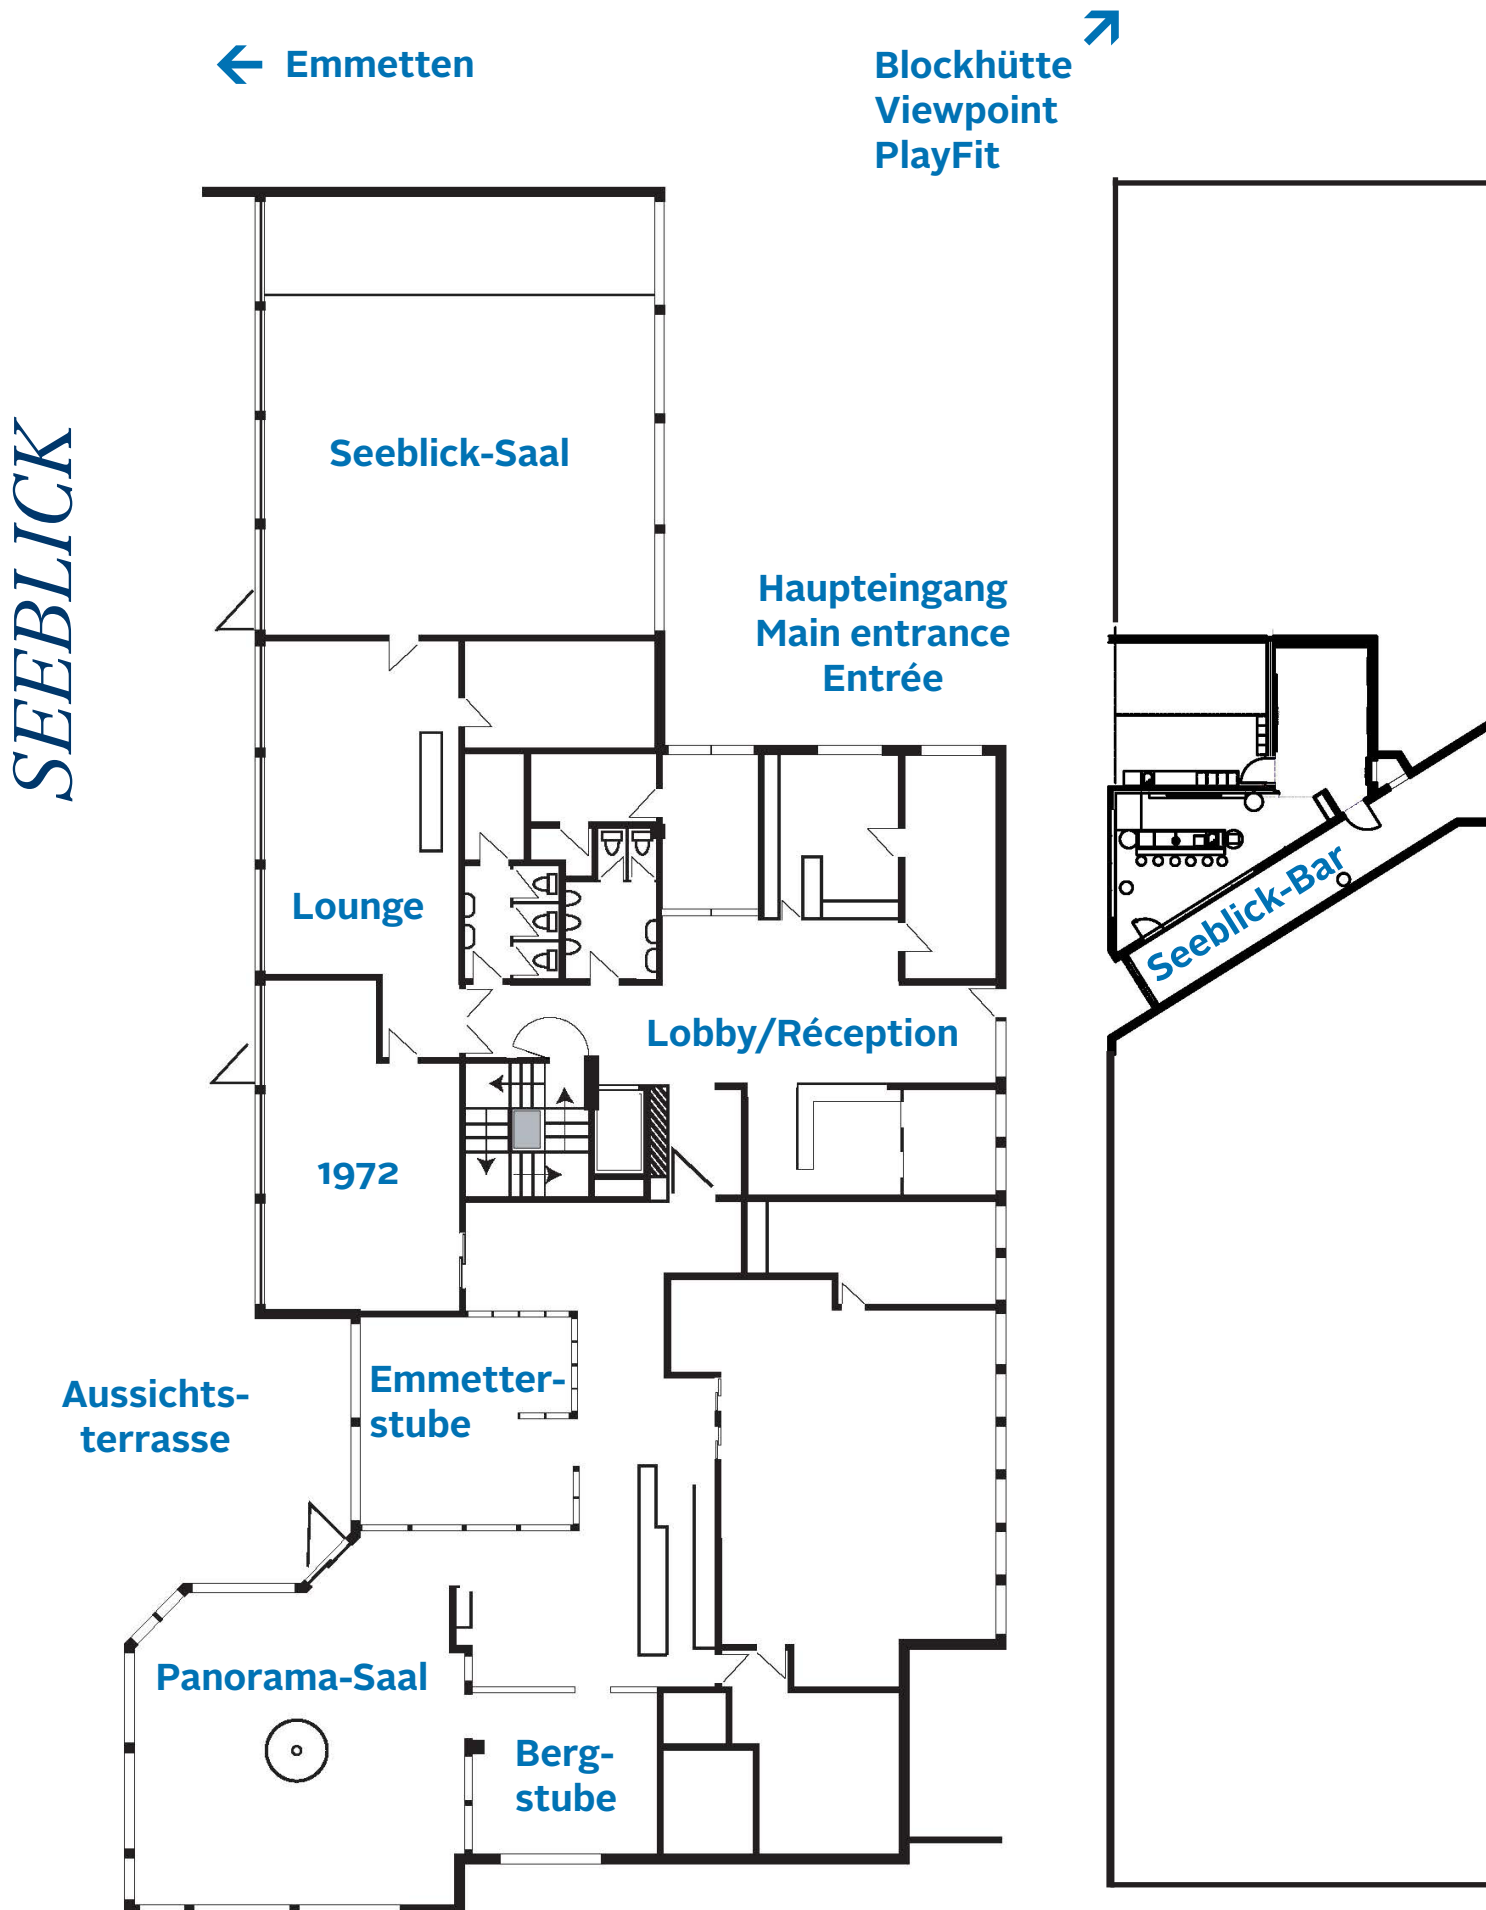 Emmetten
Blockhütte
Viewpoint
PlayFit
SEEBLICK
Seeblick-Saal
Haupteingang
Main entrance
Entrée
Seeblick-Bar
Lounge
Lobby/Réception
1972
Emmetter-
stube
Aussichts-
terrasse
Panorama-Saal
Berg-
stube